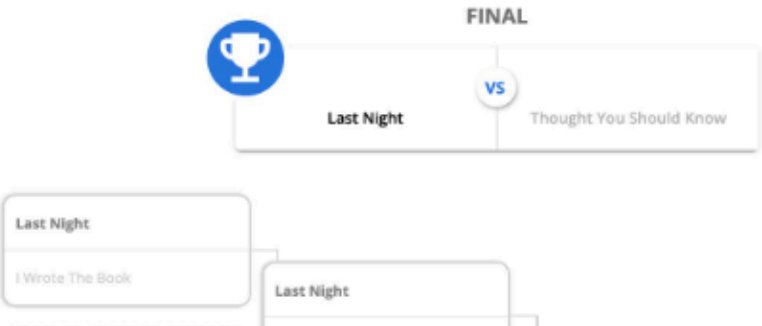 FINAL
VS
Last Night
Thought You Should Know
Last Night
I Wrote The Book
Last Night